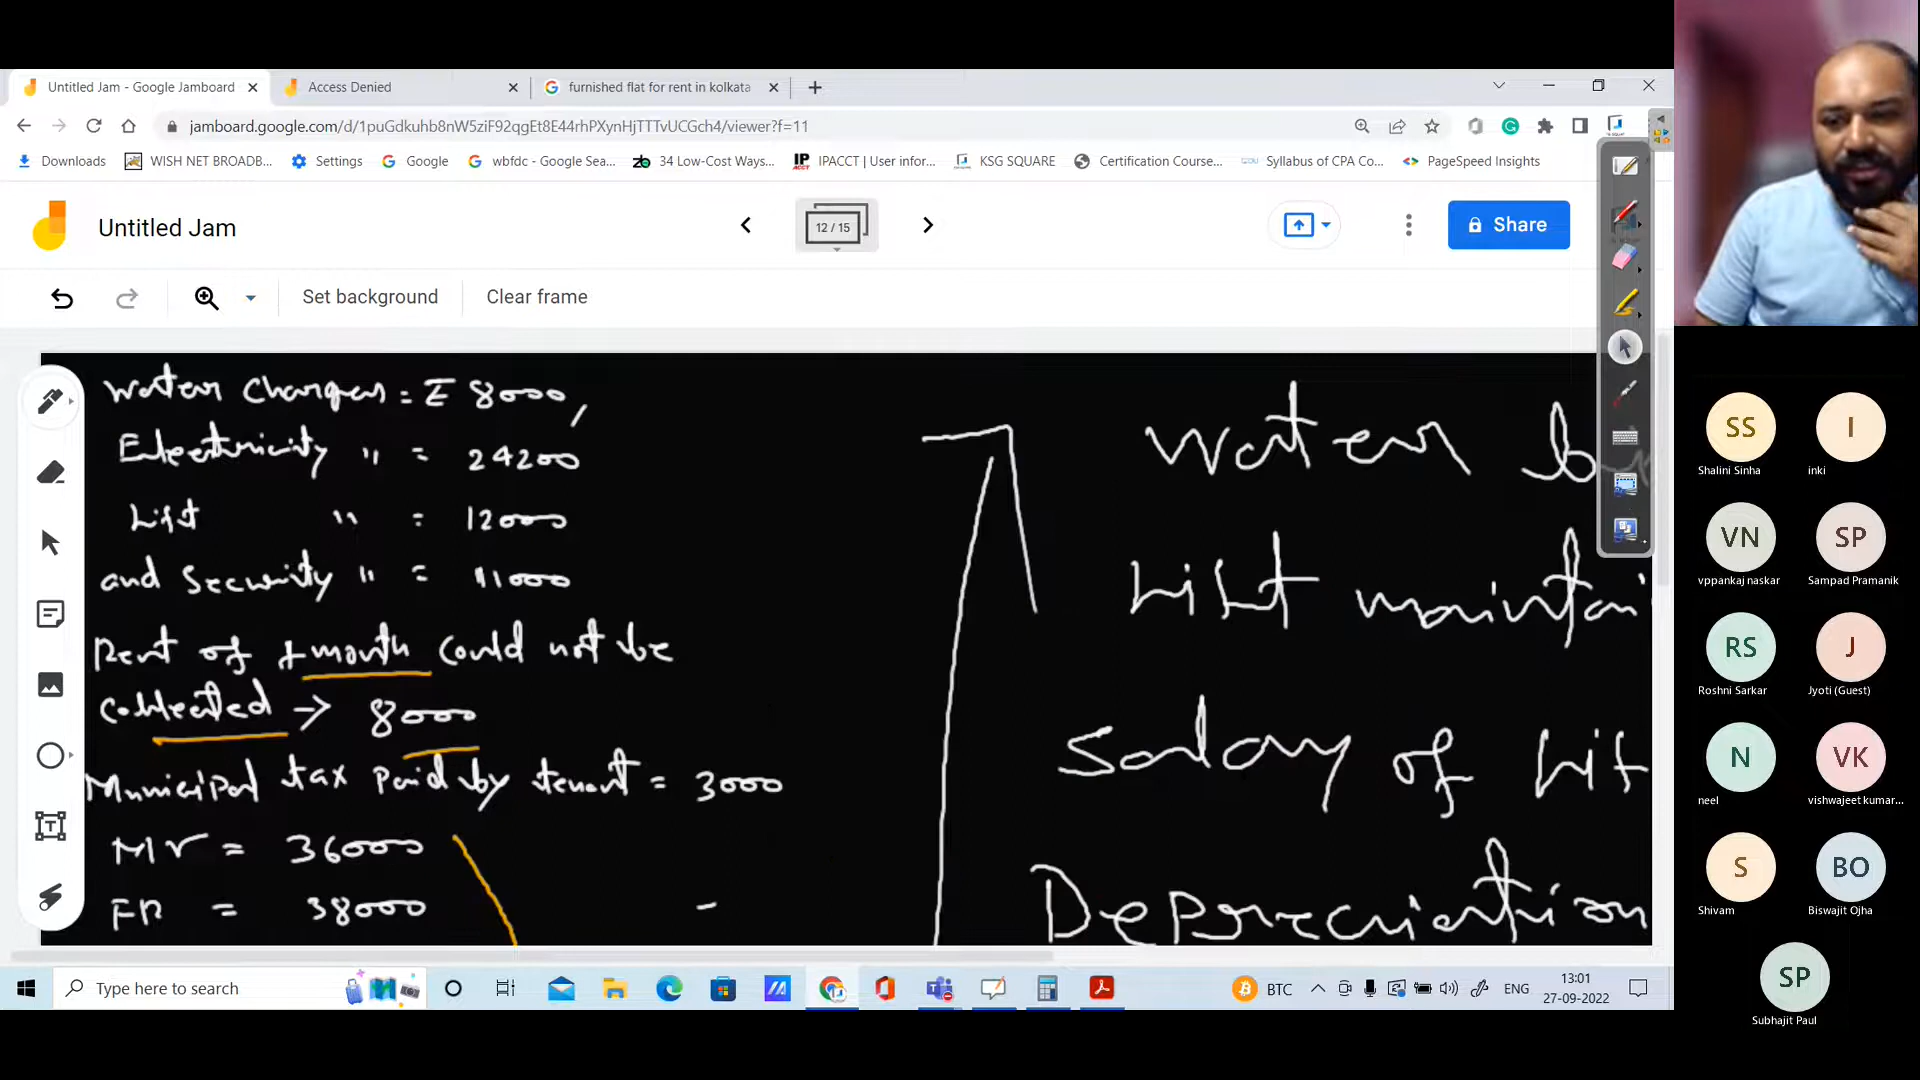 Untitled Jam - Google Jamboard
Access Denied
furnished flat for rent in kolkata
jamboard.google.com/d/1puGdkuhb8nW5ziF92qgEt8E44rhPXynHjTTTvUCGch4/viewer?f=11
Downloads
WISH NET BROADB...
Settings
Google
wbfdc - Google Sea...
34 Low-Cost Ways...
IPACCT | User infor...
KSG SQUARE
Certification Course...
Syllabus of CPA Co...
PageSpeed Insights
Untitled Jam
12 / 15
Share
Set background
Clear frame
Water Charges = 8000,
Electricity " = 24200
Lift " = 12000
and Security " = 11000
Rent of 1 month could not be
Collected → 8000
Municipal tax paid by tenant = 3000
MV = 36000
FR = 38000
Water
Lift
Salary of Lif
Depreciation
SS
Shalini Sinha
I
inki
VN
vppankaj naskar
SP
Sampad Pramanik
RS
Roshni Sarkar
J
Jyoti (Guest)
N
neel
VK
vishwajeet kumar...
S
Shivam
BO
Biswajit Ojha
SP
Subhajit Paul
Type here to search
BTC
ENG
13:01
27-09-2022